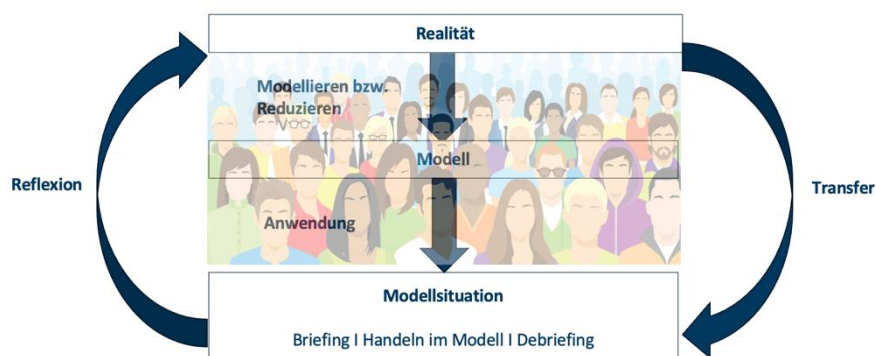 Realität
Modellieren bzw.
Reduzieren
Modell
Reflexion
Transfer
Anwendung
Modellsituation
Briefing I Handeln im Modell I Debriefing